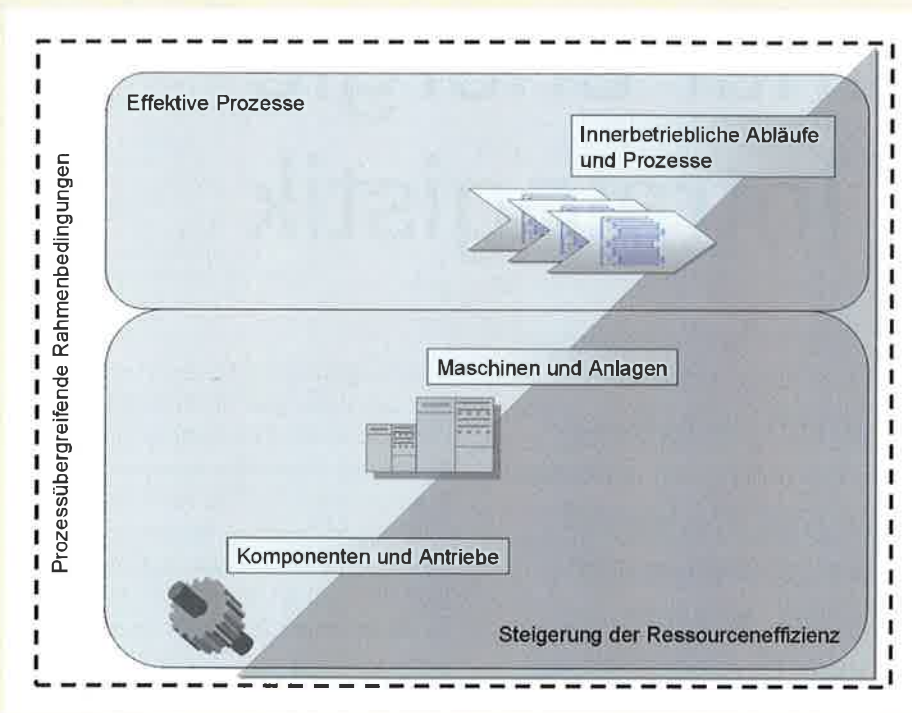 Effektive Prozesse
Innerbetriebliche Abläufe
und Prozesse
Prozessübergreifende Rahmenbedingungen
Maschinen und Anlagen
Komponenten und Antriebe
Steigerung der Ressourceneffizienz